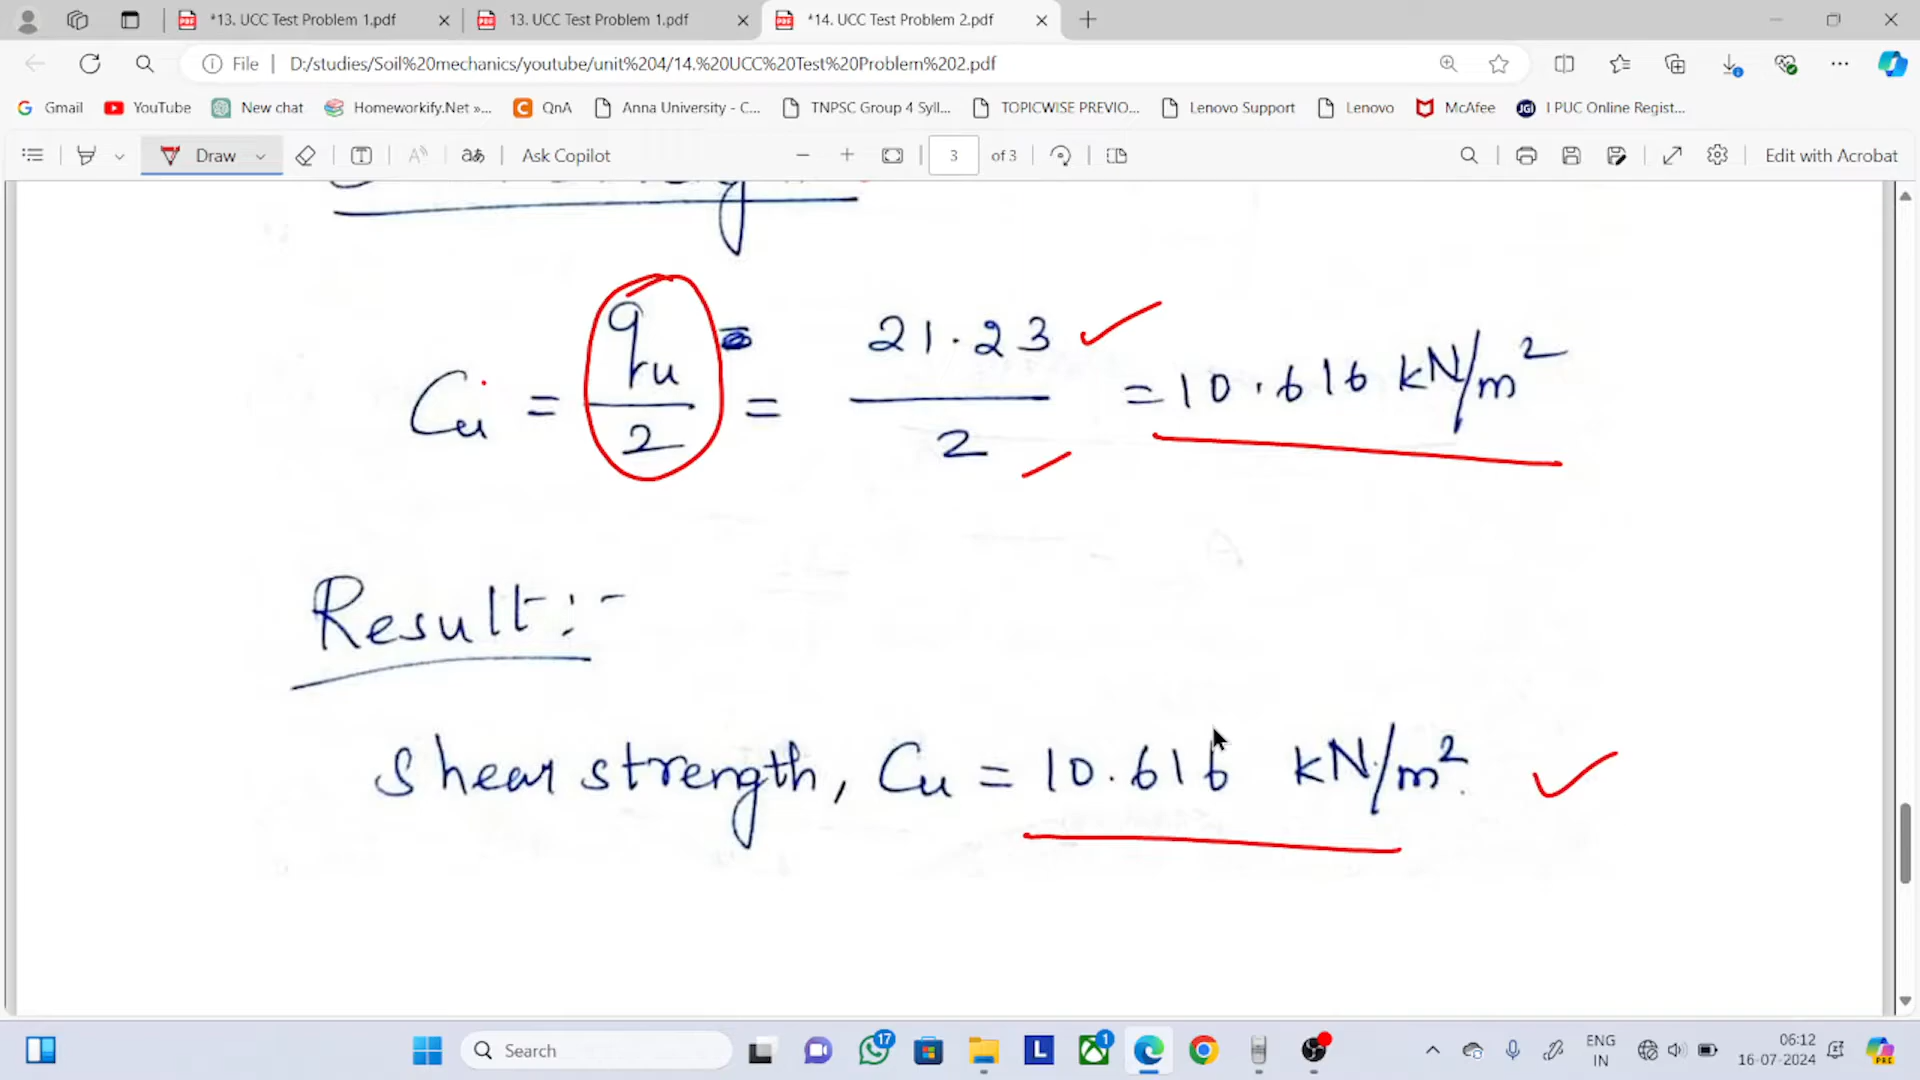 *13. UCC Test Problem 1.pdf
13. UCC Test Problem 1.pdf
*14. UCC Test Problem 2.pdf
File
D:/studies/Soil%20mechanics/youtube/unit%204/14.%20UCC%20Test%20Problem%202.pdf
Gmail
YouTube
New chat
Homeworkify.Net »...
QnA
Anna University - C...
TNPSC Group 4 Syll...
TOPICWISE PREVIO...
Lenovo Support
Lenovo
McAfee
I PUC Online Regist...
Draw
Ask Copilot
3 of 3
Edit with Acrobat
Cu = qu/2 = 21.23/2 = 10.616 kN/m²
Result:-
Shear strength, Cu = 10.616 kN/m².
Search
17
1
ENG
IN
06:12
16-07-2024